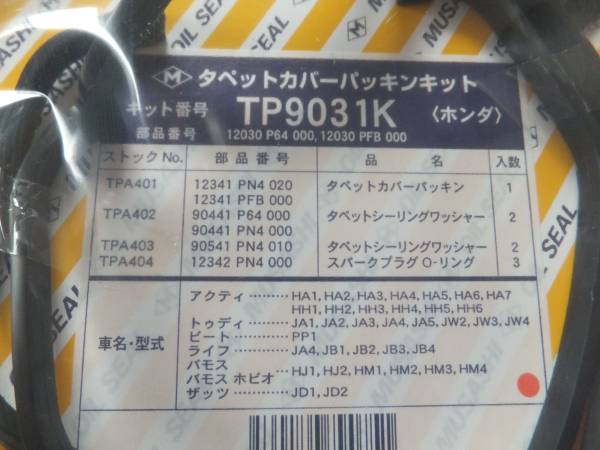 MUSASHI OIL SEAL
M タペットカバーパッキンキット
キット番号 TP9031K 〈ホンダ〉
部品番号 12030 P64 000, 12030 PFB 000
ストックNo. 部品番号 品名 入数
TPA401 12341 PN4 020 タペットカバーパッキン 1
12341 PFB 000
TPA402 90441 P64 000 タペットシーリングワッシャー 2
90441 PN4 000
TPA403 90541 PN4 010 タペットシーリングワッシャー 2
TPA404 12342 PN4 000 スパークプラグ O-リング 3
車名・型式
アクティ ………… HA1, HA2, HA3, HA4, HA5, HA6, HA7
HH1, HH2, HH3, HH4, HH5, HH6
トゥデイ ………… JA1, JA2, JA3, JA4, JA5, JW2, JW3, JW4
ビート ………… PP1
ライフ ………… JA4, JB1, JB2, JB3, JB4
バモス
バモス ホビオ ………… HJ1, HJ2, HM1, HM2, HM3, HM4
ザッツ ………… JD1, JD2